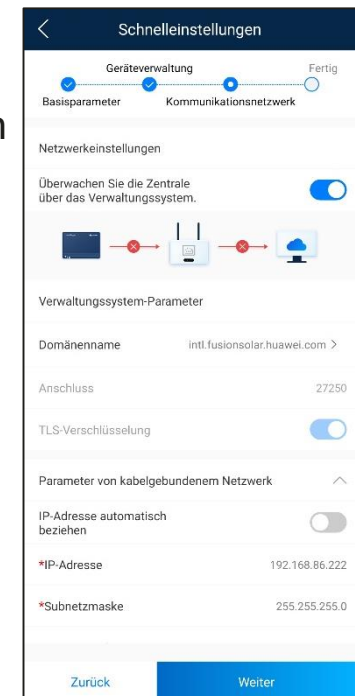 Schnelleinstellungen
Geräteverwaltung Fertig
Basisparameter Kommunikationsnetzwerk
Netzwerkeinstellungen
Überwachen Sie die Zentrale
über das Verwaltungssystem.
Verwaltungssystem-Parameter
Domänenname intl.fusionsolar.huawei.com >
Anschluss 27250
TLS-Verschlüsselung
Parameter von kabelgebundenem Netzwerk
IP-Adresse automatisch
beziehen
*IP-Adresse 192.168.86.222
*Subnetzmaske 255.255.255.0
Zurück Weiter